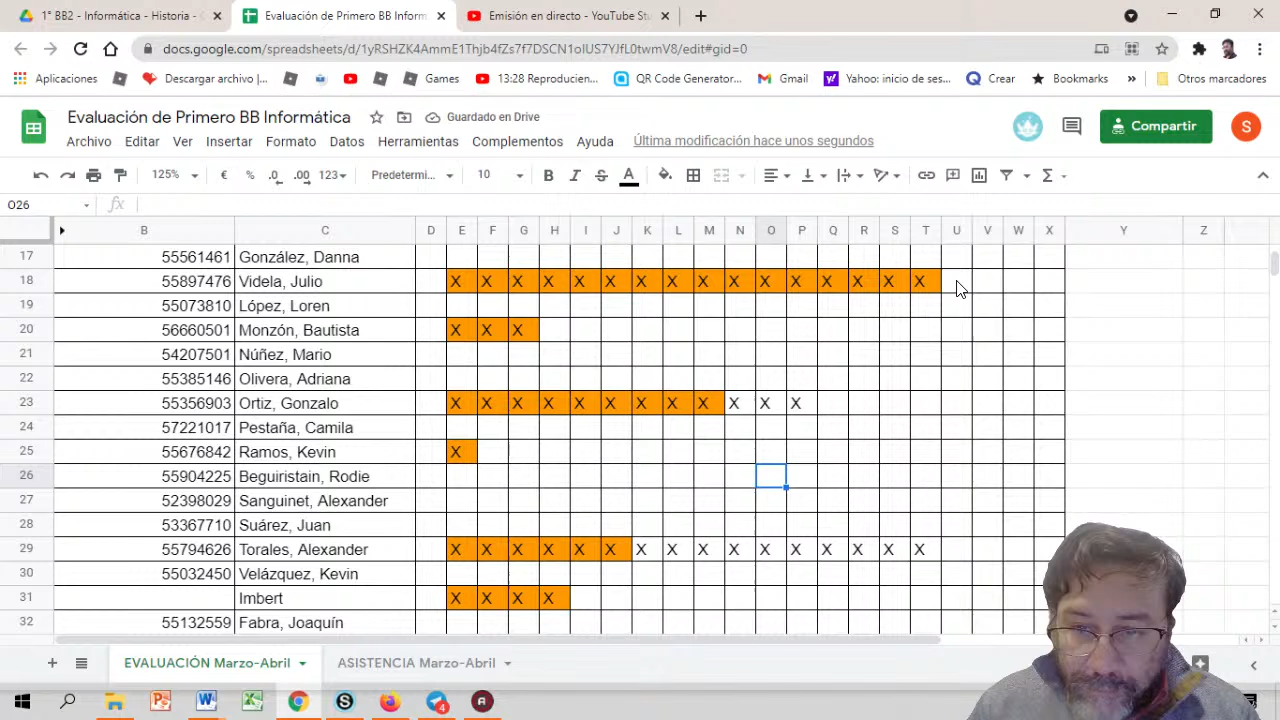 1° BB2 - Informática - Historia - Evaluación de Primero BB Inform Emisión en directo - YouTube St
docs.google.com/spreadsheets/d/1yRSHZK4AmmE1Thjb4fZs7f7DSCN1oIUS7YJfL0twmV8/edit#gid=0
Aplicaciones Descargar archivo |... Games 13:28 Reproducien... QR Code Generator... Gmail Yahoo: inicio de ses... Crear Bookmarks » Otros marcadores
Evaluación de Primero BB Informática Guardado en Drive
Compartir S
Archivo Editar Ver Insertar Formato Datos Herramientas Complementos Ayuda Última modificación hace unos segundos
125% € % .0 .00 123 Predetermi... 10 B I S A Σ
O26 fx
B C D E F G H I J K L M N O P Q R S T U V W X Y Z
17 55561461 González, Danna
18 55897476 Videla, Julio X X X X X X X X X X X X X X X X
19 55073810 López, Loren
20 56660501 Monzón, Bautista X X X
21 54207501 Núñez, Mario
22 55385146 Olivera, Adriana
23 55356903 Ortiz, Gonzalo X X X X X X X X X X X X
24 57221017 Pestaña, Camila
25 55676842 Ramos, Kevin X
26 55904225 Beguiristain, Rodie
27 52398029 Sanguinet, Alexander
28 53367710 Suárez, Juan
29 55794626 Torales, Alexander X X X X X X X X X X X X X X X X
30 55032450 Velázquez, Kevin
31 Imbert X X X X
32 55132559 Fabra, Joaquín
+ EVALUACIÓN Marzo-Abril ASISTENCIA Marzo-Abril
4